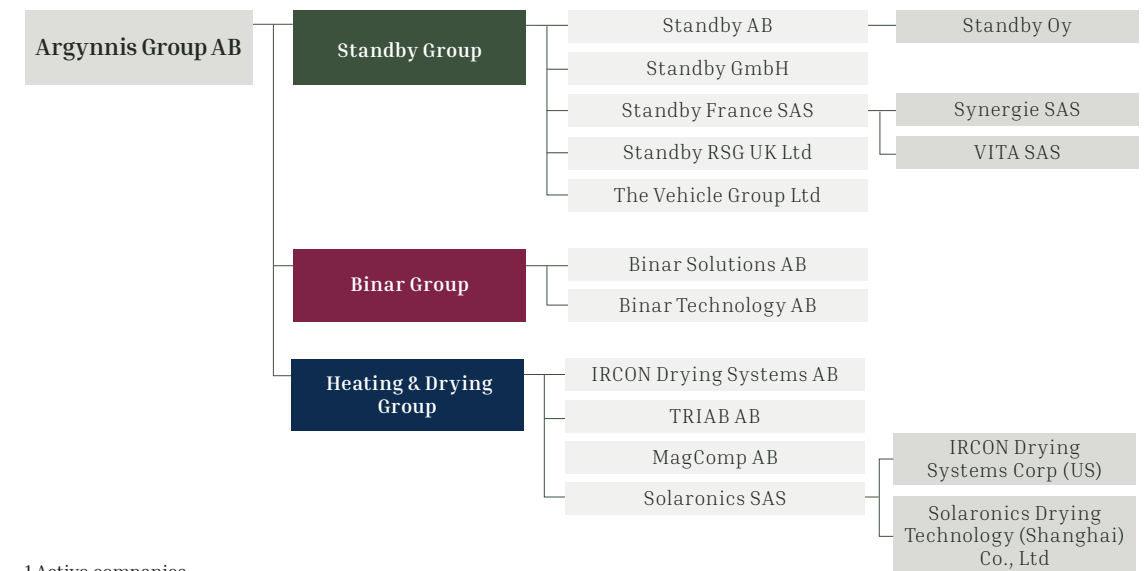 Argynnis Group AB
Standby Group
Standby AB
Standby Oy
Standby GmbH
Standby France SAS
Synergie SAS
Standby RSG UK Ltd
VITA SAS
The Vehicle Group Ltd
Binar Group
Binar Solutions AB
Binar Technology AB
Heating & Drying
Group
IRCON Drying Systems AB
TRIAB AB
MagComp AB
Solaronics SAS
IRCON Drying
Systems Corp (US)
Solaronics Drying
Technology (Shanghai)
Co., Ltd
1 Active companies